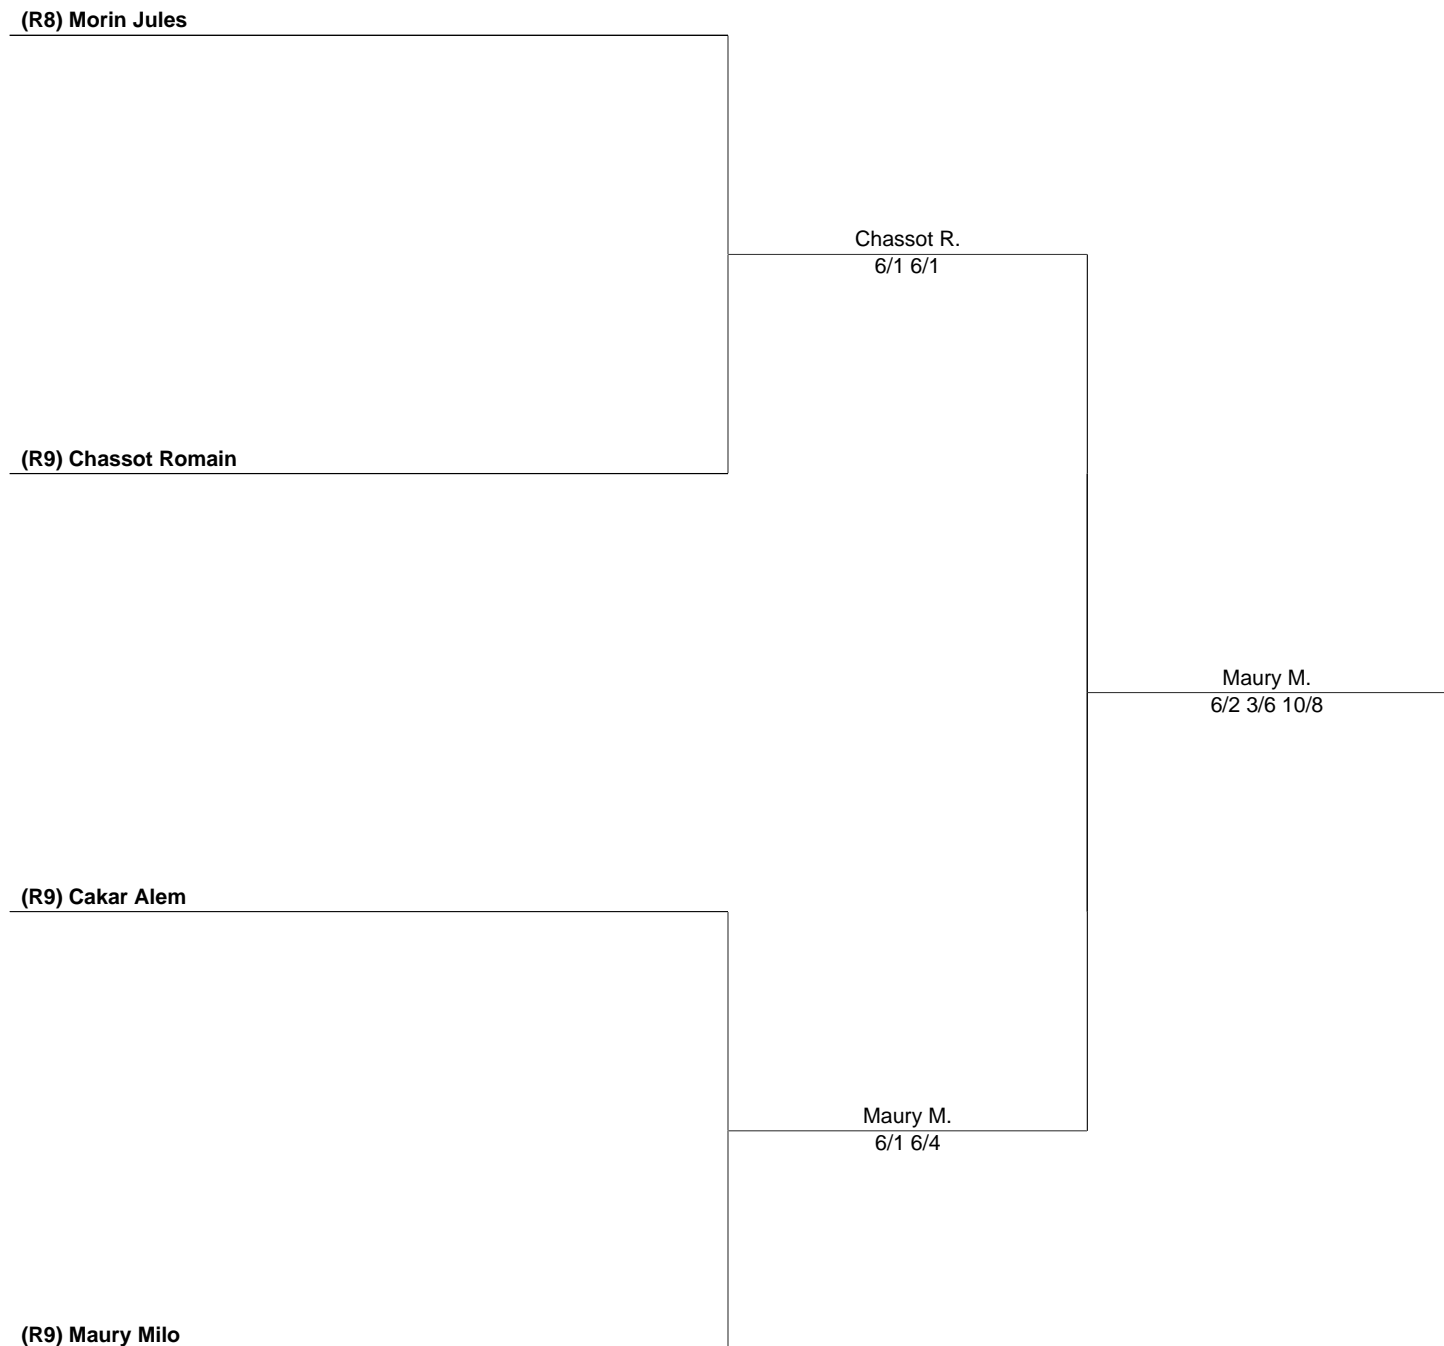 (R8) Morin Jules
Chassot R.
6/1 6/1
(R9) Chassot Romain
Maury M.
6/2 3/6 10/8
(R9) Cakar Alem
Maury M.
6/1 6/4
(R9) Maury Milo